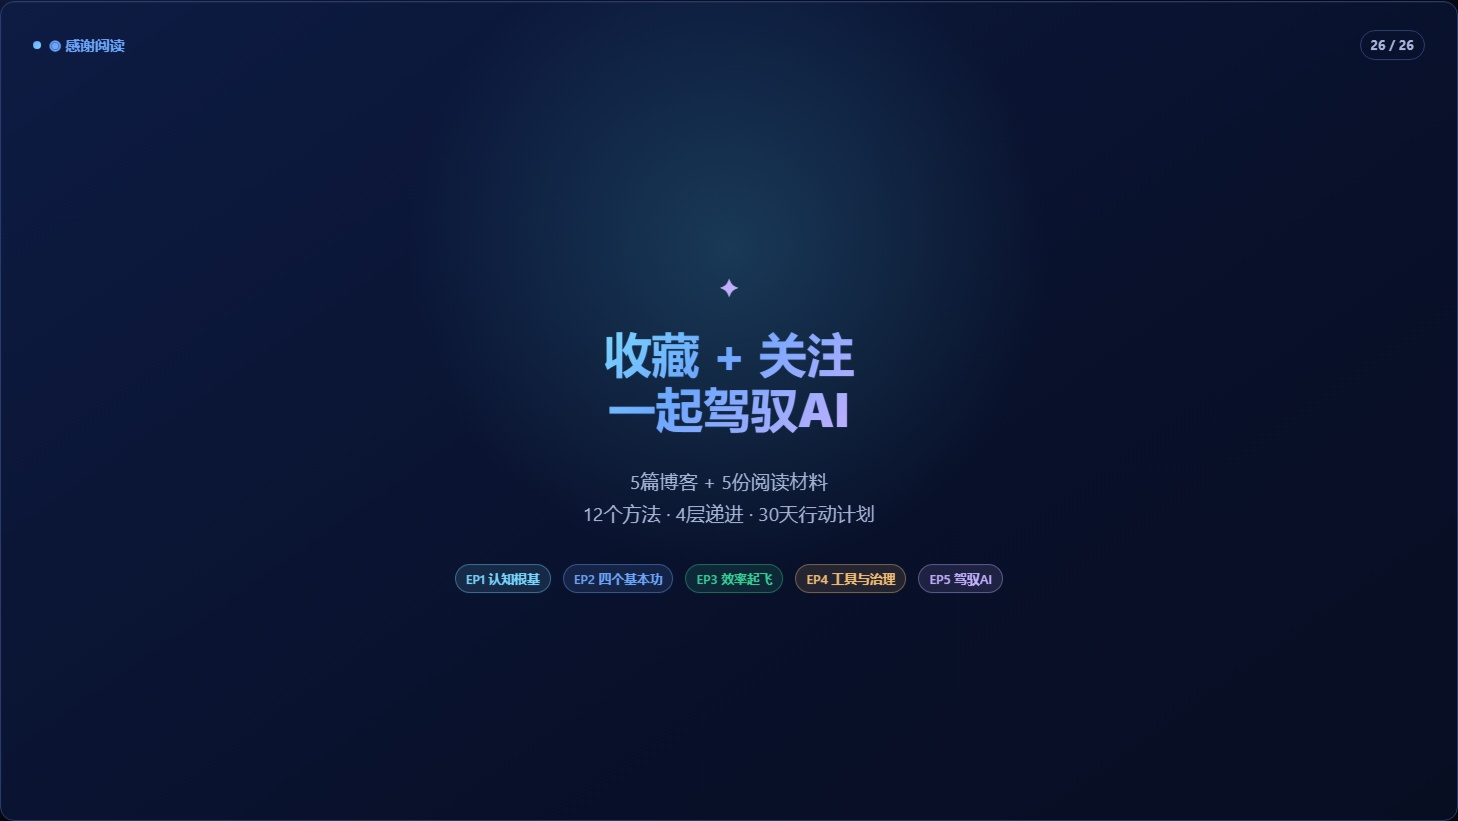 感谢阅读
26 / 26
收藏 + 关注
一起驾驭AI
5篇博客 + 5份阅读材料
12个方法 · 4层递进 · 30天行动计划
EP1 认知根基 EP2 四个基本功 EP3 效率起飞 EP4 工具与治理 EP5 驾驭AI